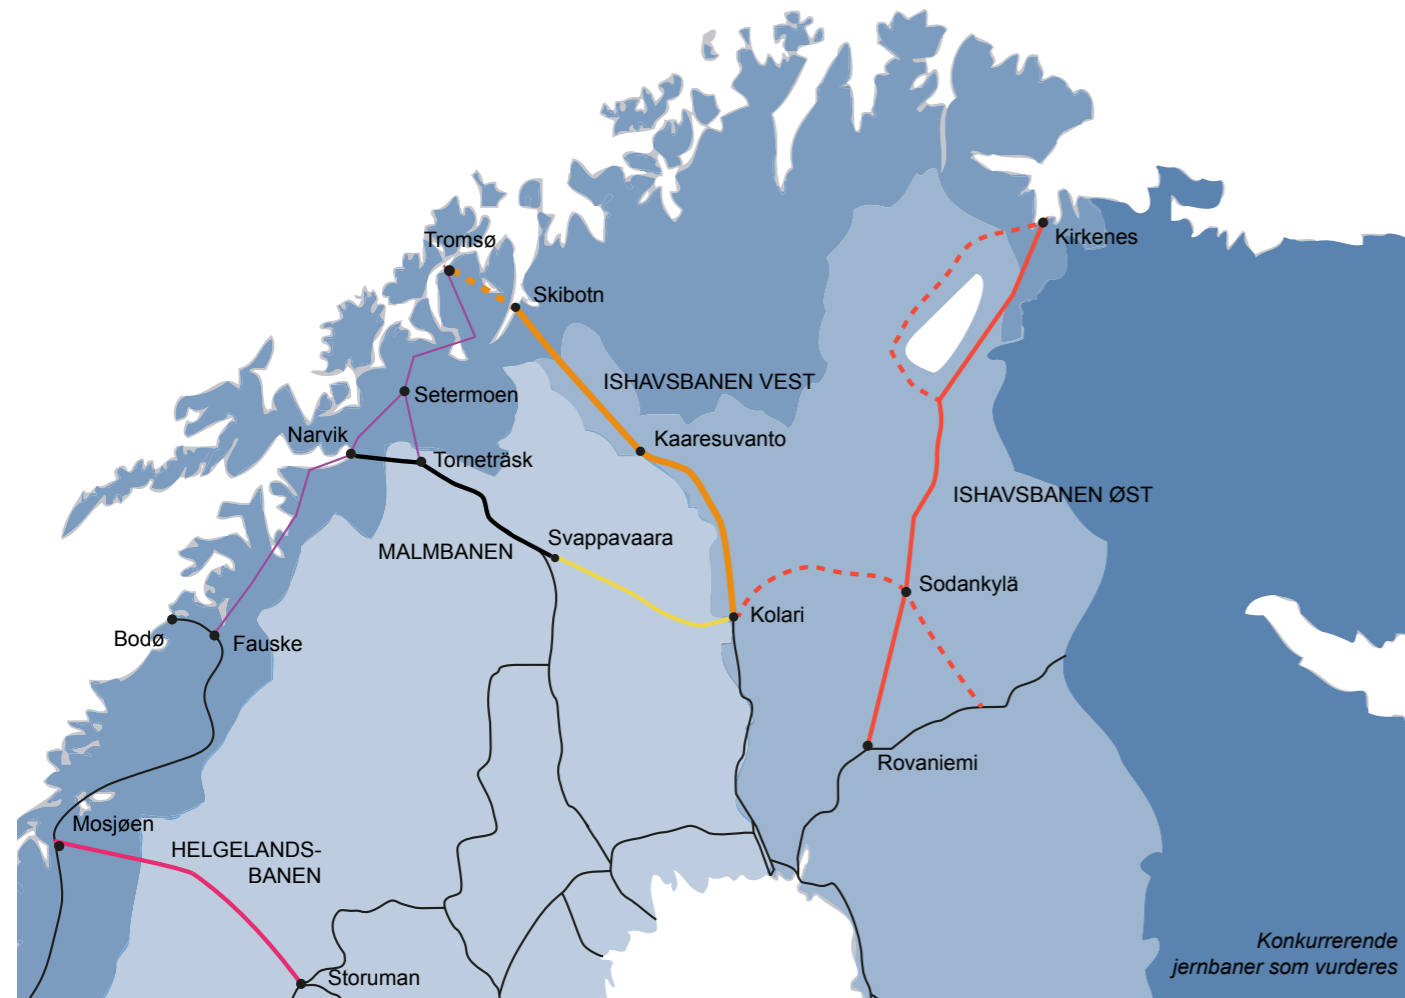 Tromsø
Kirkenes
Skibotn
ISHAVSBANEN VEST
Setermoen
Narvik
Kaaresuvanto
Torneträsk
ISHAVSBANEN ØST
Svappavaara
MALMBANEN
Sodankylä
Kolari
Bodø
Fauske
Rovaniemi
Mosjøen
HELGELANDS-
BANEN
Konkurrerende
jernbaner som vurderes
Storuman